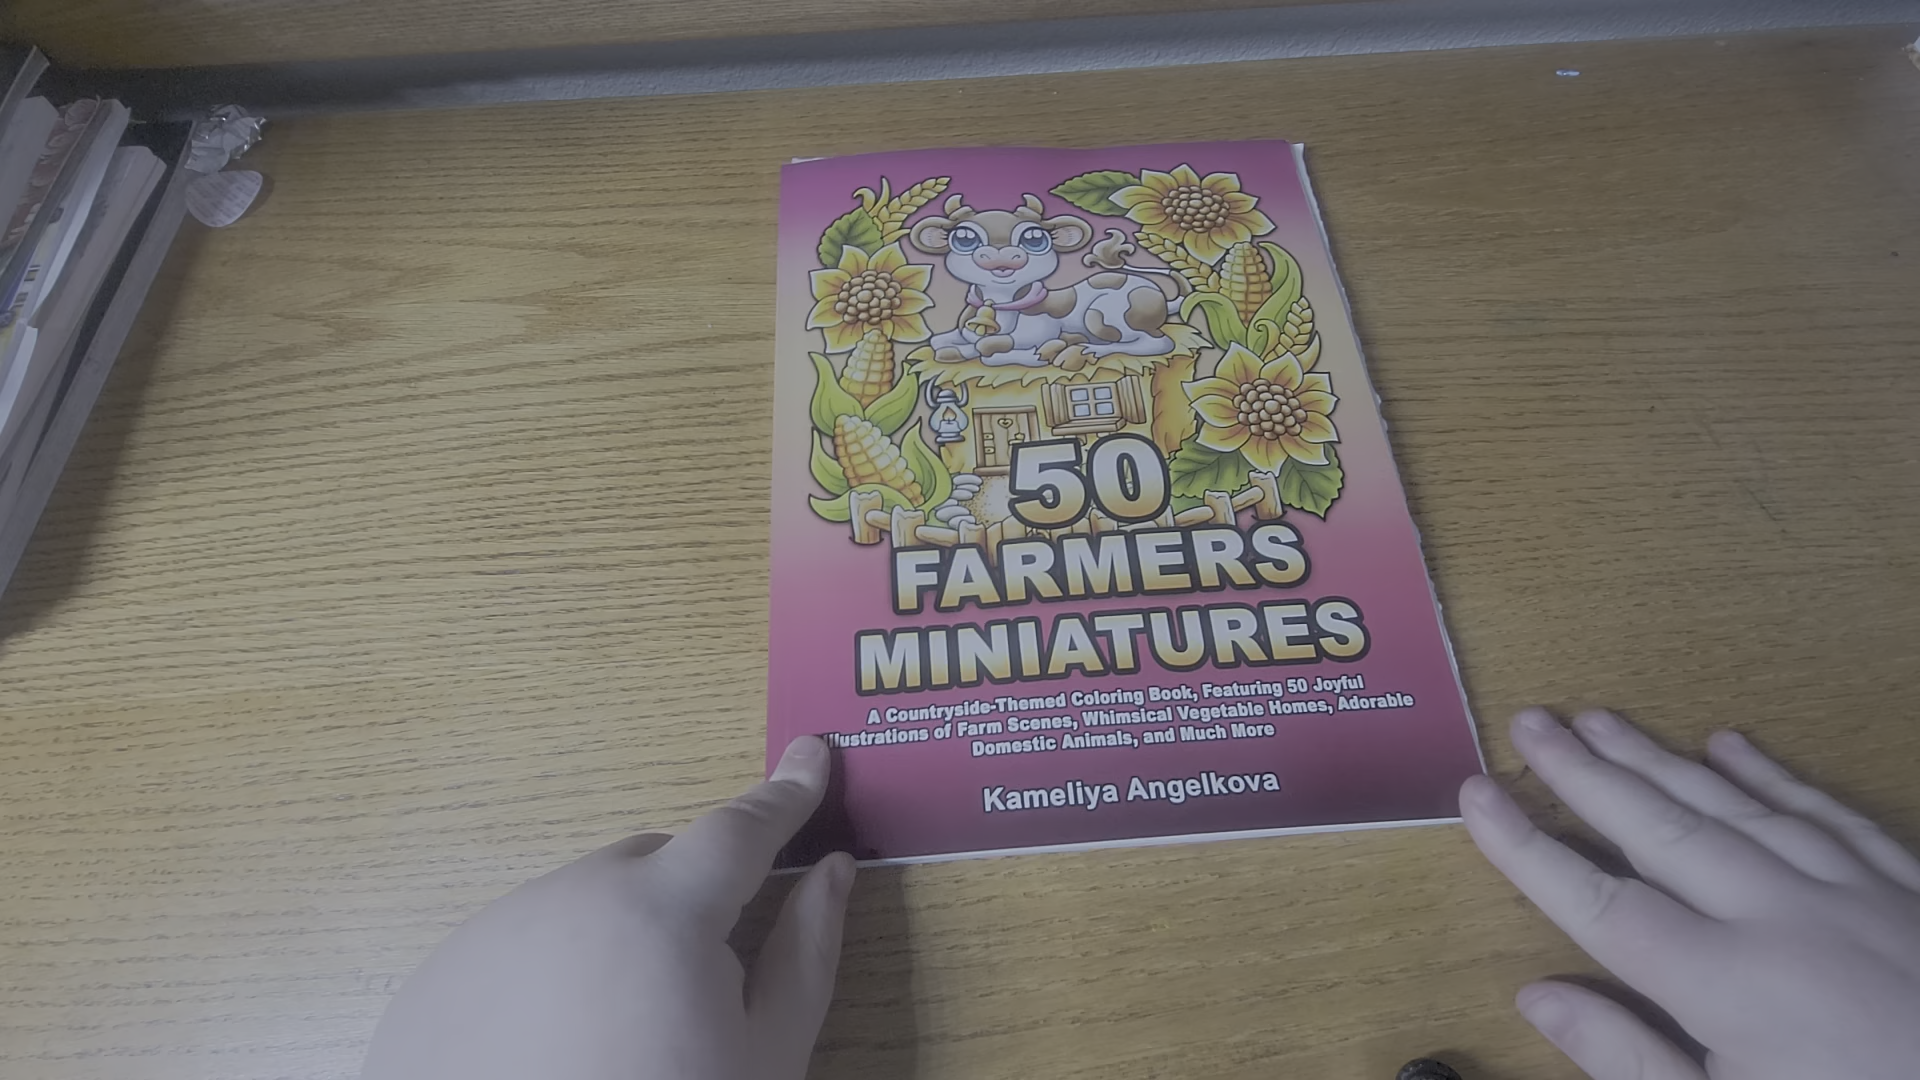 50
FARMERS
MINIATURES
A Countryside-Themed Coloring Book, Featuring 50 Joyful
Illustrations of Farm Scenes, Whimsical Vegetable Homes, Adorable
Domestic Animals, and Much More
Kameliya Angelkova